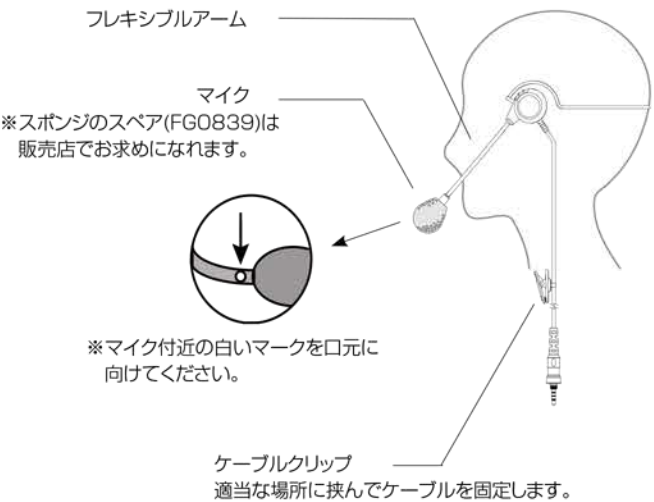 フレキシブルアーム
マイク
※スポンジのスペア(FG0839)は
販売店でお求めになれます。
※マイク付近の白いマークを口元に
向けてください。
ケーブルクリップ
適当な場所に挟んでケーブルを固定します。